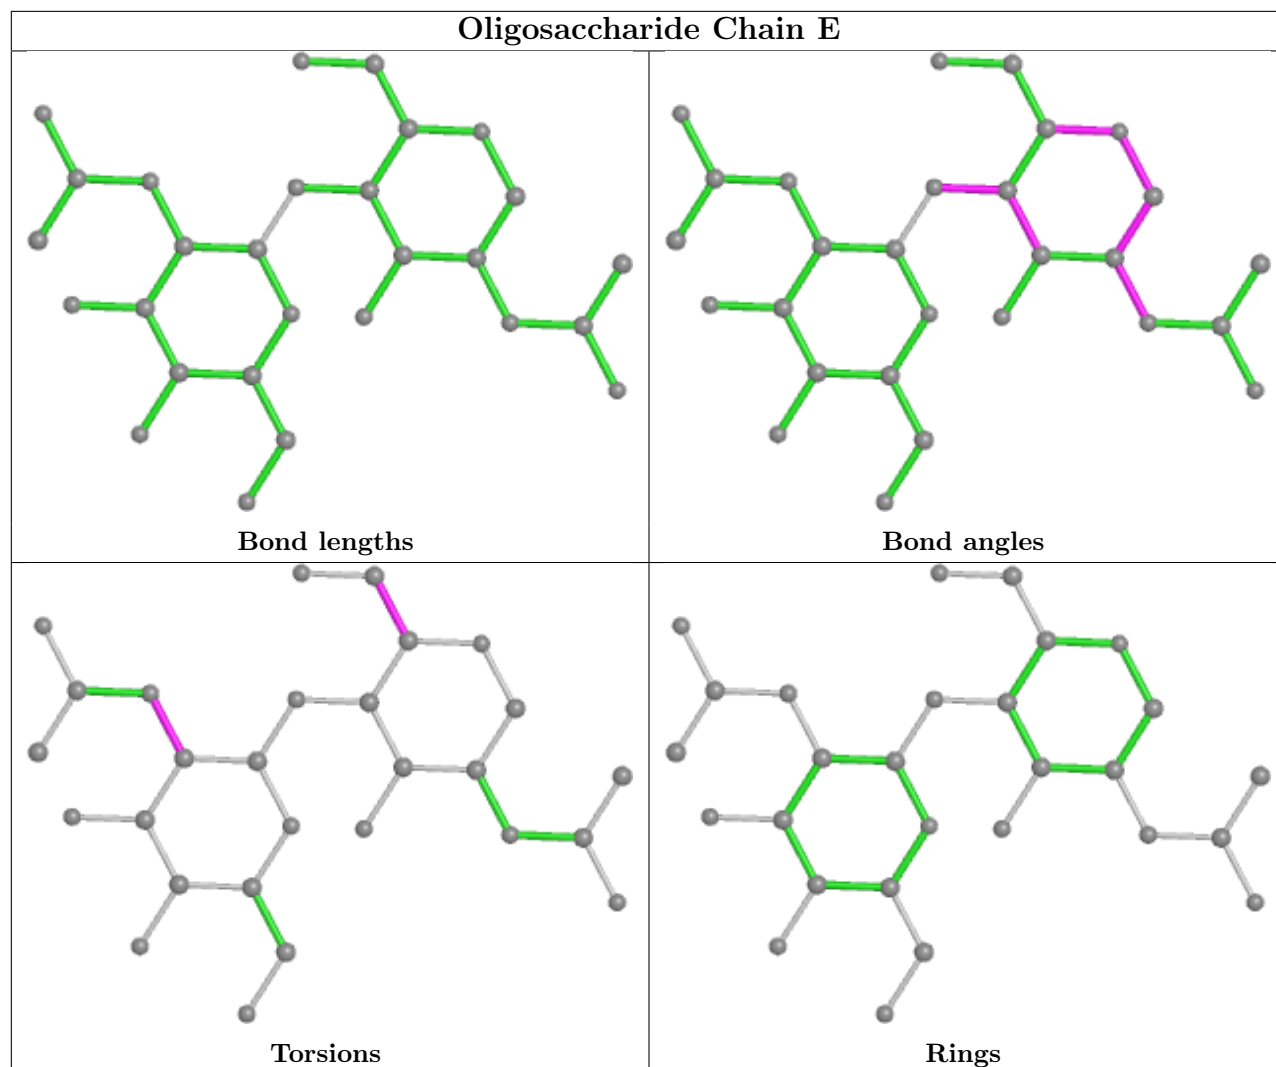 Oligosaccharide Chain E
Bond lengths
Bond angles
Torsions
Rings